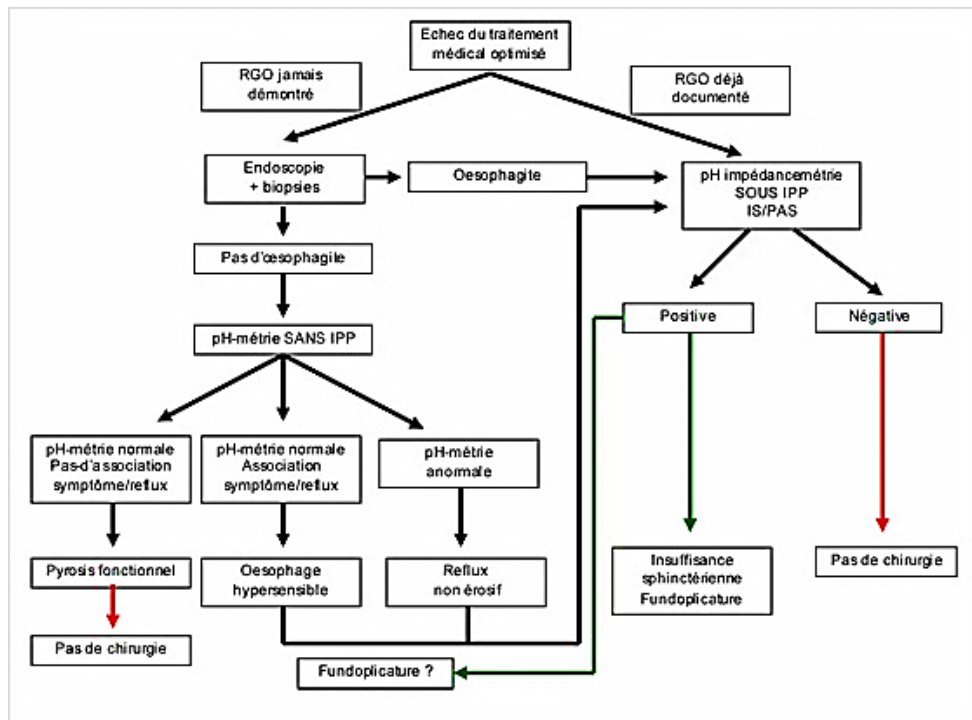 Echec du traitement
médical optimisé
RGO jamais
démontré
RGO déjà
documenté
Endoscopie
+ biopsies
Oesophagite
pH impédancemétrie
SOUS IPP
IS/PAS
Pas d'œsophagile
pH-métrie SANS IPP
Positive
Négative
pH-métrie normale
Pas-d'association
symptôme/reflux
pH-métrie normale
Association
symptôme/reflux
pH-métrie
anormale
Pyrosis fonctionnel
Oesophage
hypersensible
Reflux
non érosif
Insuffisance
sphinctérienne
Fundoplicature
Pas de chirurgie
Pas de chirurgie
Fundoplicature ?